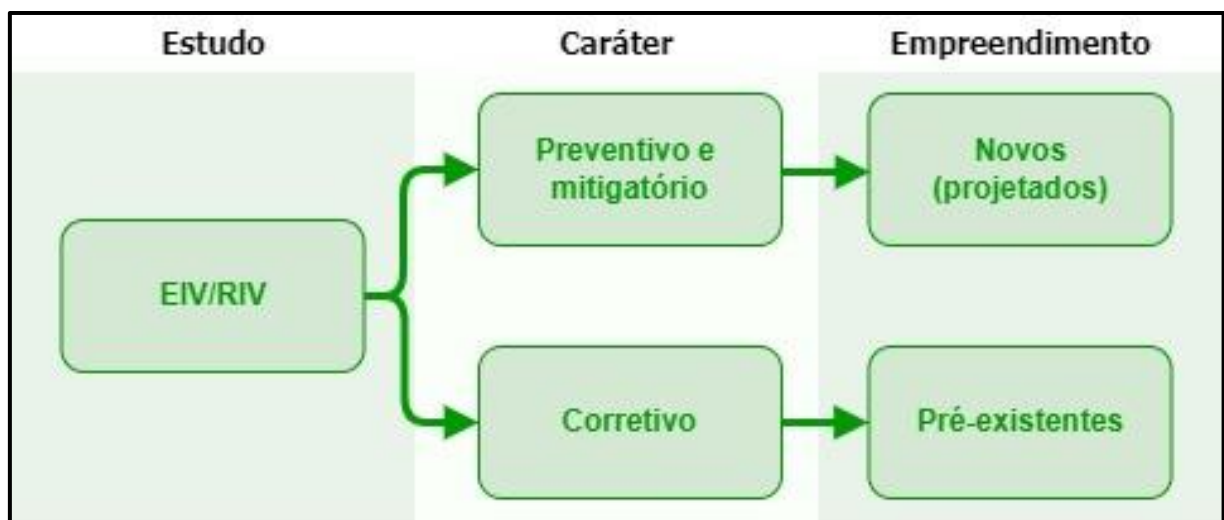 Estudo
Caráter
Empreendimento
EIV/RIV
Preventivo e
mitigatório
Novos
(projetados)
Corretivo
Pré-existentes